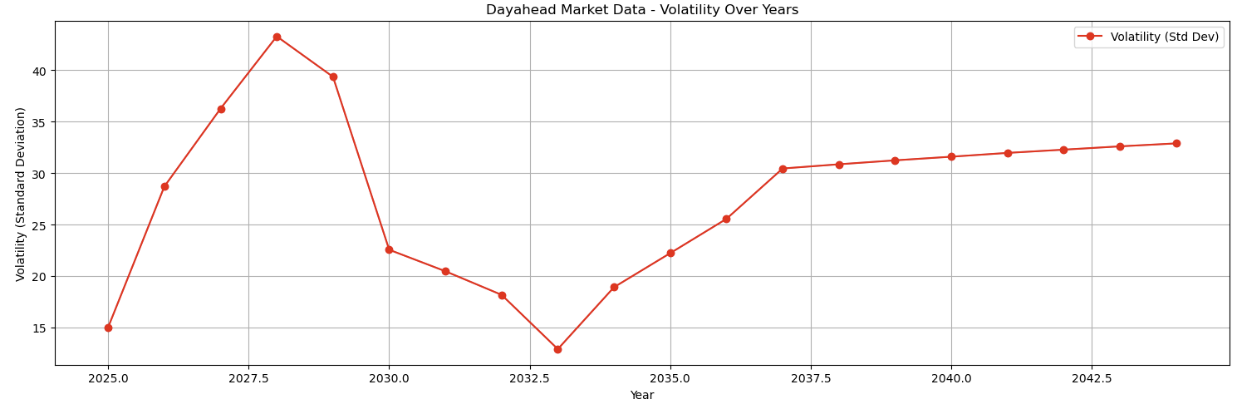 Dayahead Market Data - Volatility Over Years
Volatility (Std Dev)
Volatility (Standard Deviation)
40
35
30
25
20
15
2025.0 2027.5 2030.0 2032.5 2035.0 2037.5 2040.0 2042.5
Year